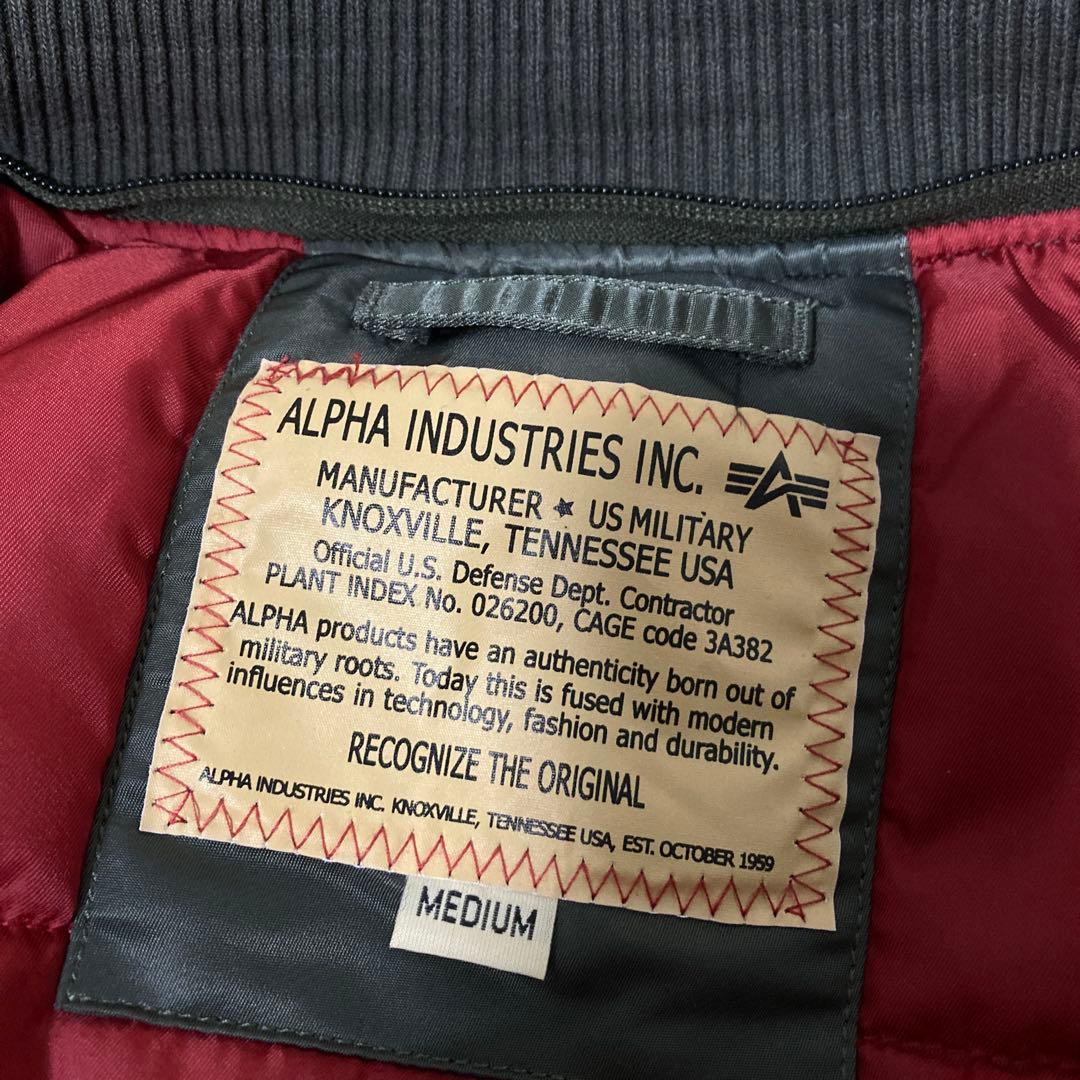 ALPHA INDUSTRIES INC.
MANUFACTURER ★ US MILITARY
KNOXVILLE, TENNESSEE USA
Official U.S. Defense Dept. Contractor
PLANT INDEX No. 026200, CAGE code 3A382
ALPHA products have an authenticity born out of
military roots. Today this is fused with modern
influences in technology, fashion and durability.
RECOGNIZE THE ORIGINAL
ALPHA INDUSTRIES INC. KNOXVILLE, TENNESSEE USA, EST. OCTOBER 1959
MEDIUM